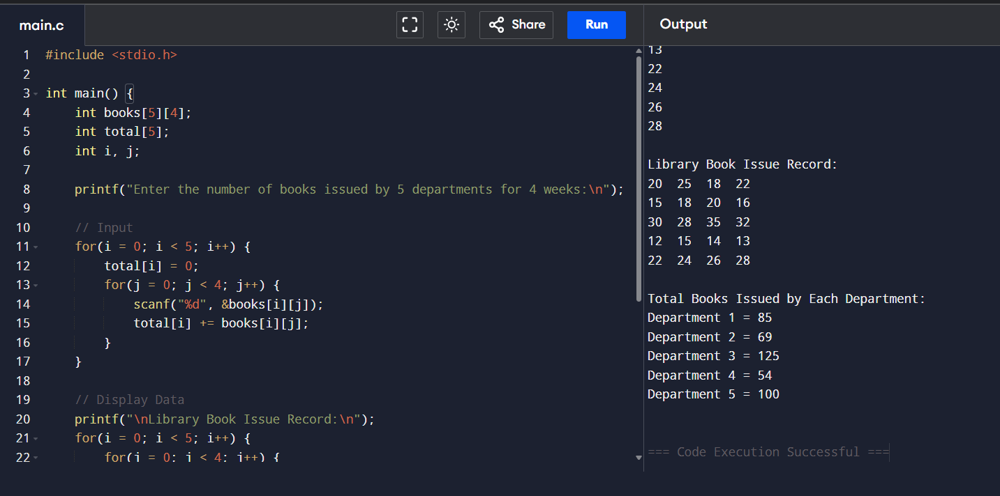 main.c
Share
Run
Output
1 #include <stdio.h>
2
3 int main() {
4     int books[5][4];
5     int total[5];
6     int i, j;
7
8     printf("Enter the number of books issued by 5 departments for 4 weeks:\n");
9
10     // Input
11     for(i = 0; i < 5; i++) {
12         total[i] = 0;
13         for(j = 0; j < 4; j++) {
14             scanf("%d", &books[i][j]);
15             total[i] += books[i][j];
16         }
17     }
18
19     // Display Data
20     printf("\nLibrary Book Issue Record:\n");
21     for(i = 0; i < 5; i++) {
22         for(j = 0; j < 4; j++) {
13
22
24
26
28

Library Book Issue Record:
20  25  18  22
15  18  20  16
30  28  35  32
12  15  14  13
22  24  26  28

Total Books Issued by Each Department:
Department 1 = 85
Department 2 = 69
Department 3 = 125
Department 4 = 54
Department 5 = 100

=== Code Execution Successful ===